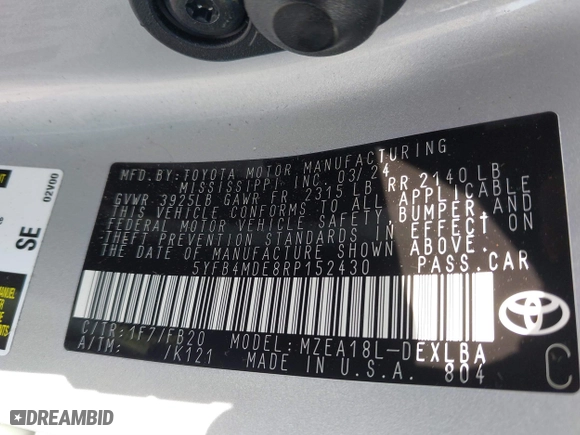 MFD. BY: TOYOTA MOTOR MANUFACTURING
MISSISSIPPI INC. 03/24
GVWR 3925LB GAWR FR 2315 LB RR 2140 LB
THIS VEHICLE CONFORMS TO ALL APPLICABLE
FEDERAL MOTOR VEHICLE SAFETY, BUMPER, AND
THEFT PREVENTION STANDARDS IN EFFECT ON
THE DATE OF MANUFACTURE SHOWN ABOVE.
5YFB4MDE8RP152430 PASS. CAR
C/TR: 1F7/FB20 MODEL: MZEA18L-DEXLBA
A/TM: /K121 MADE IN U.S.A. 804
TOYOTA
C
02V00
SE
DREAMBID